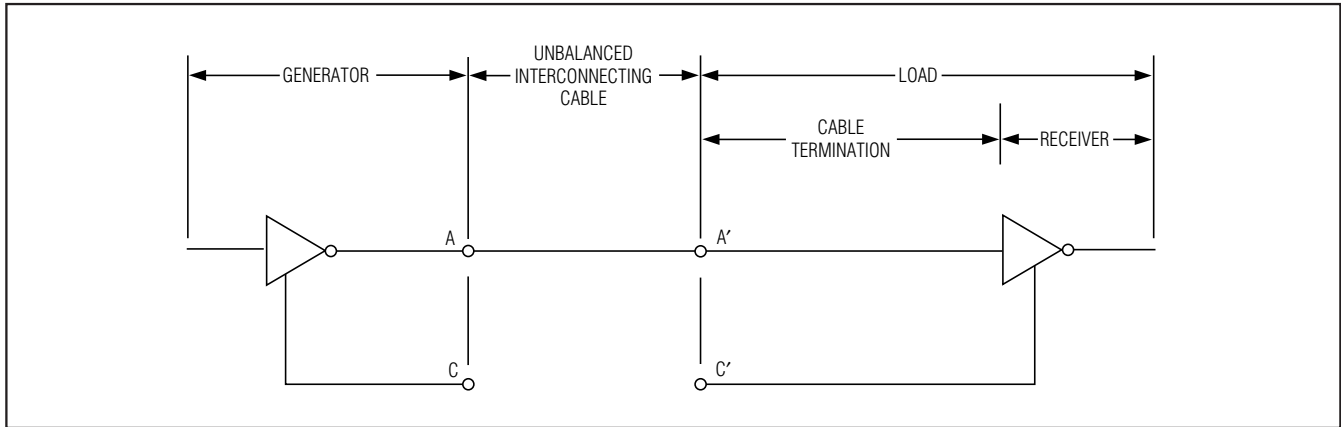 GENERATOR
UNBALANCED
INTERCONNECTING
CABLE
LOAD
CABLE
TERMINATION
RECEIVER
A
A′
C
C′